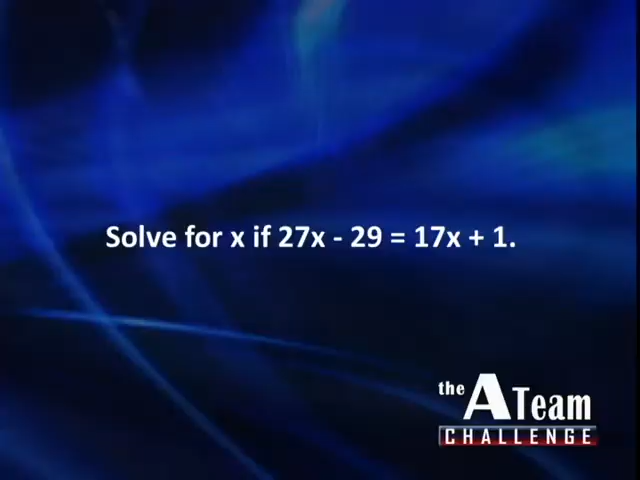 Solve for x if 27x - 29 = 17x + 1.
the A Team
CHALLENGE